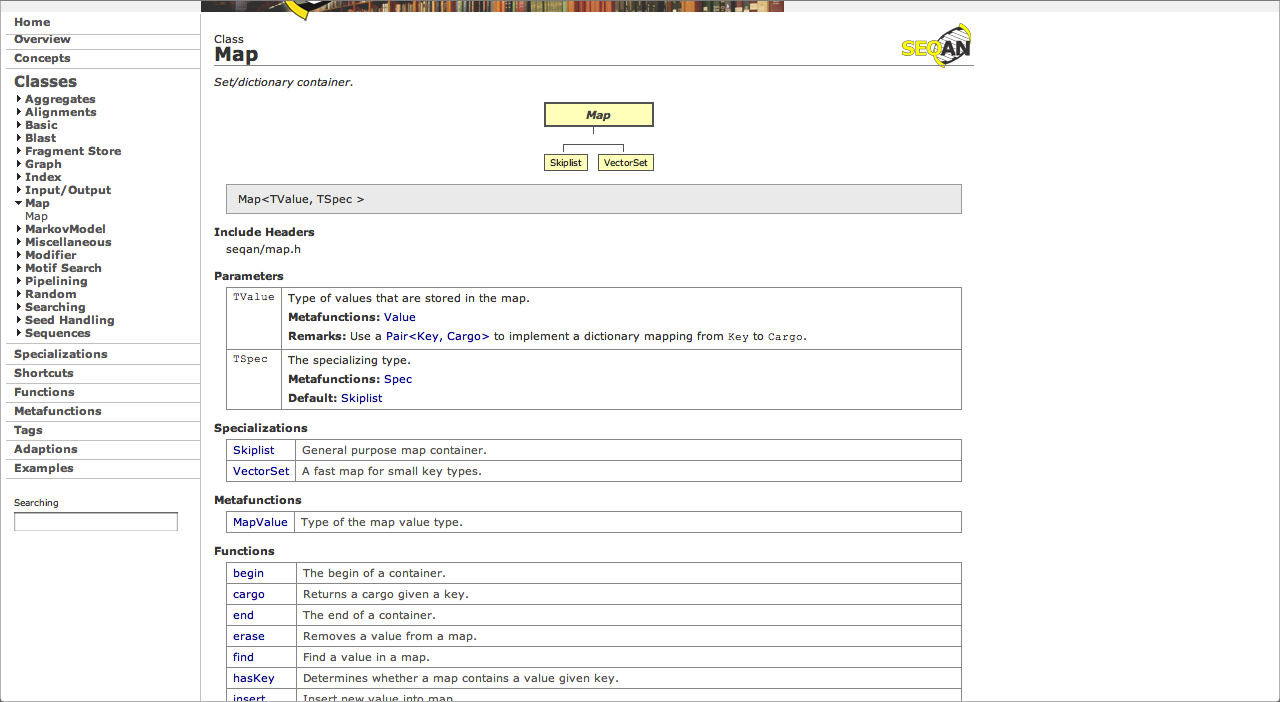 Home
Overview
Concepts
Classes
Aggregates
Alignments
Basic
Blast
Fragment Store
Graph
Index
Input/Output
Map
Map
MarkovModel
Miscellaneous
Modifier
Motif Search
Pipelining
Random
Searching
Seed Handling
Sequences
Specializations
Shortcuts
Functions
Metafunctions
Tags
Adaptions
Examples
Searching
Class
Map
SEQAN
Set/dictionary container.
Map
Skiplist VectorSet
Map<TValue, TSpec >
Include Headers
seqan/map.h
Parameters
TValue Type of values that are stored in the map.
Metafunctions: Value
Remarks: Use a Pair<Key, Cargo> to implement a dictionary mapping from Key to Cargo.
TSpec The specializing type.
Metafunctions: Spec
Default: Skiplist
Specializations
Skiplist General purpose map container.
VectorSet A fast map for small key types.
Metafunctions
MapValue Type of the map value type.
Functions
begin The begin of a container.
cargo Returns a cargo given a key.
end The end of a container.
erase Removes a value from a map.
find Find a value in a map.
hasKey Determines whether a map contains a value given key.
insert Insert new value into map.